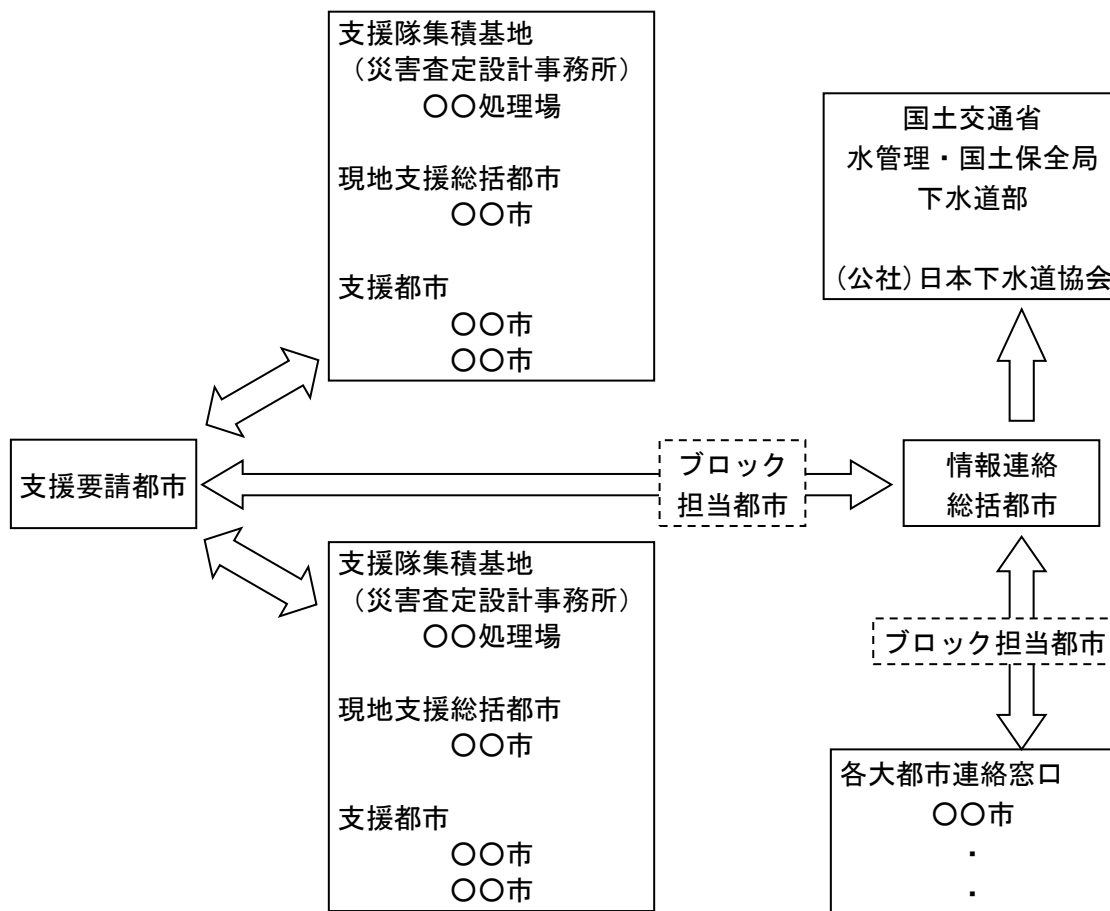 支援隊集積基地
（災害査定設計事務所）
〇〇処理場
現地支援総括都市
〇〇市
支援都市
〇〇市
〇〇市
国土交通省
水管理・国土保全局
下水道部
(公社)日本下水道協会
支援要請都市
ブロック
担当都市
情報連絡
総括都市
支援隊集積基地
（災害査定設計事務所）
〇〇処理場
現地支援総括都市
〇〇市
支援都市
〇〇市
〇〇市
ブロック担当都市
各大都市連絡窓口
〇〇市
・
・